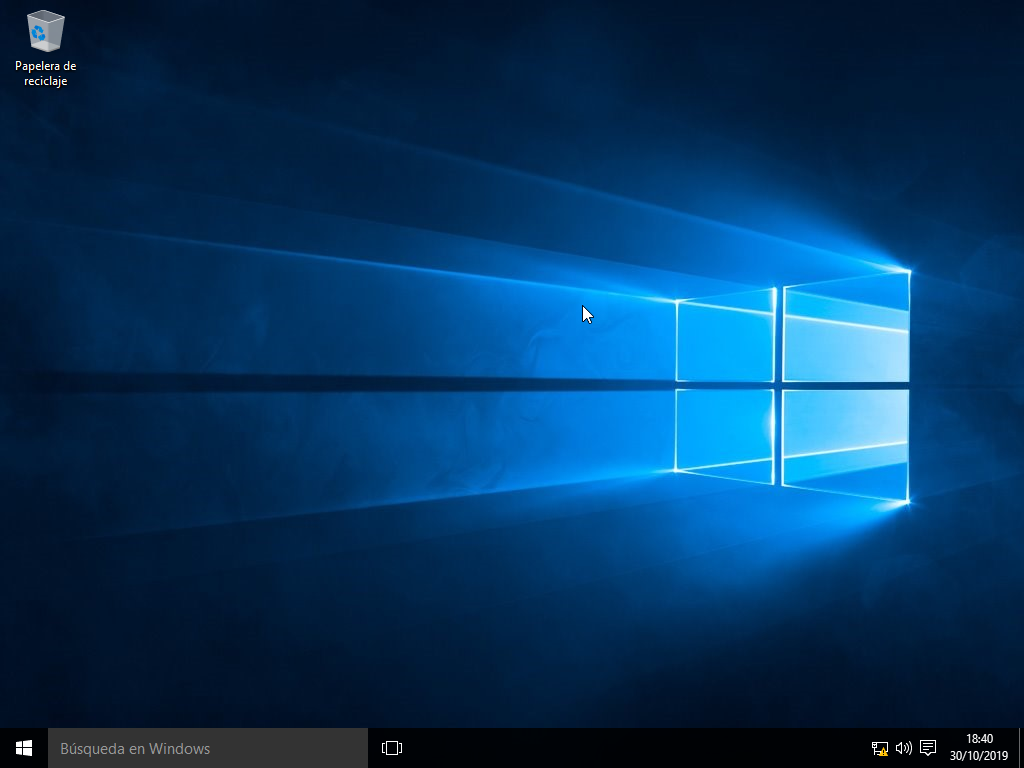 Papelera de
reciclaje
Búsqueda en Windows
18:40
30/10/2019